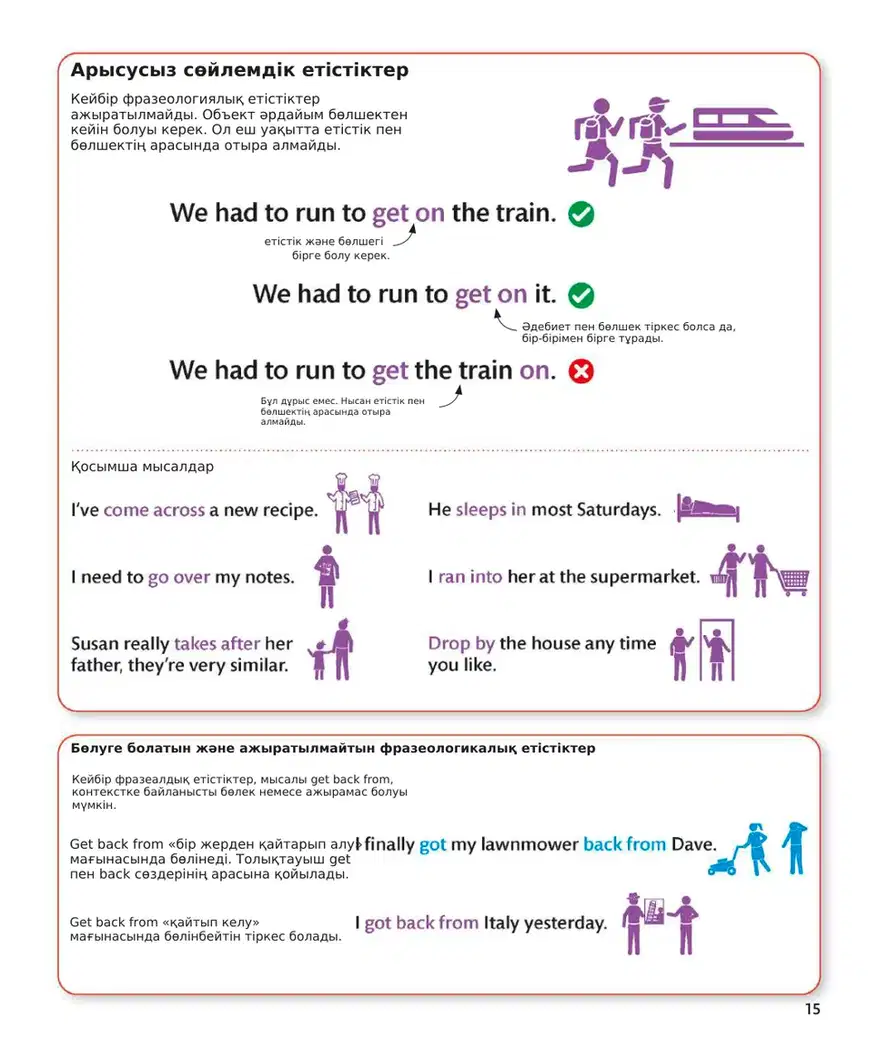 Арысусыз сөйлемдік етістіктер
Кейбір фразеологиялық етістіктер
ажыратылмайды. Объект әрдайым бөлшектен
кейін болуы керек. Ол еш уақытта етістік пен
бөлшектің арасында отыра алмайды.
We had to run to get on the train.
етістік және бөлшегі
бірге болу керек.
We had to run to get on it.
Әдебиет пен бөлшек тіркес болса да,
бір-бірімен бірге тұрады.
We had to run to get the train on.
Бұл дұрыс емес. Нысан етістік пен
бөлшектің арасында отыра
алмайды.
Қосымша мысалдар
I've come across a new recipe.
He sleeps in most Saturdays.
I need to go over my notes.
I ran into her at the supermarket.
Susan really takes after her
father, they're very similar.
Drop by the house any time
you like.
Бөлуге болатын және ажыратылмайтын фразеологикалық етістіктер
Кейбір фразеалдық етістіктер, мысалы get back from,
контекстке байланысты бөлек немесе ажырамас болуы
мүмкін.
Get back from «бір жерден қайтарып алу»
мағынасында бөлінеді. Толықтауыш get
пен back сөздерінің арасына қойылады.
I finally got my lawnmower back from Dave.
Get back from «қайтып келу»
мағынасында бөлінбейтін тіркес болады.
I got back from Italy yesterday.
15